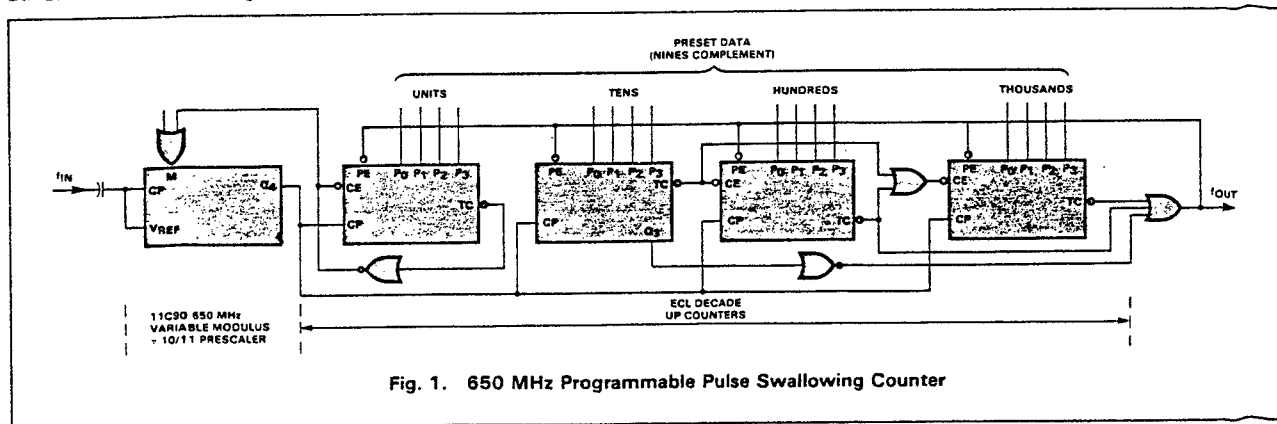 PRESET DATA
(NINES COMPLEMENT)
UNITS
TENS
HUNDREDS
THOUSANDS
fIN
M
CP
VREF
Q4
PE
P0
P1
P2
P3
CE
CP
TC
PE
P0
P1
P2
P3
TC
CP
Q3
PE
P0
P1
P2
P3
CE
CP
TC
PE
P0
P1
P2
P3
CE
CP
TC
fOUT
11C90 650 MHz
VARIABLE MODULUS
÷ 10/11 PRESCALER
ECL DECADE
UP COUNTERS
Fig. 1. 650 MHz Programmable Pulse Swallowing Counter